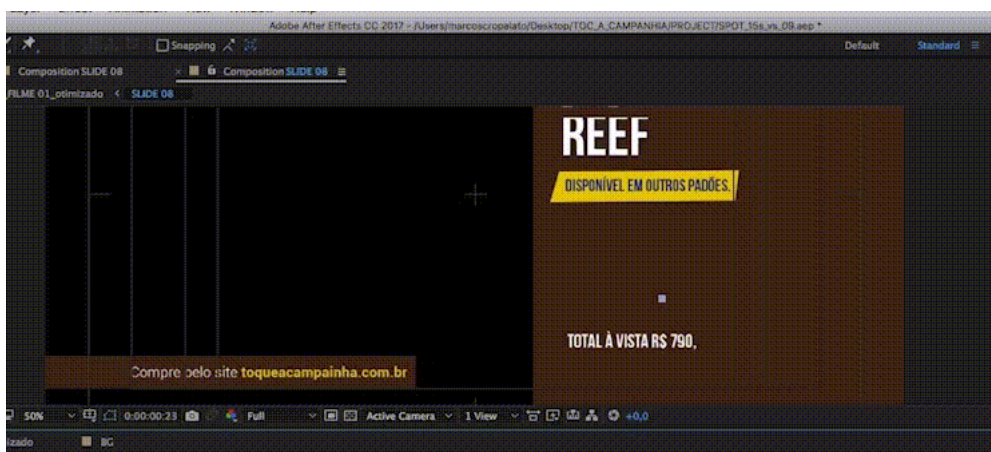 Adobe After Effects CC 2017 - /Users/marcoscropalato/Desktop/TOC_A_CAMPANHIA/PROJECT/SPOT_15s_vs_09.aep *
Snapping
Default Standard
Composition SLIDE 08
Composition SLIDE 08
FILME 01_otimizado < SLIDE 08
REEF
DISPONÍVEL EM OUTROS PADÕES.
TOTAL À VISTA R$ 790,
Compre pelo site toqueacampainha.com.br
50% 0:00:00:23 Full Active Camera 1 View +0,0
izado BG